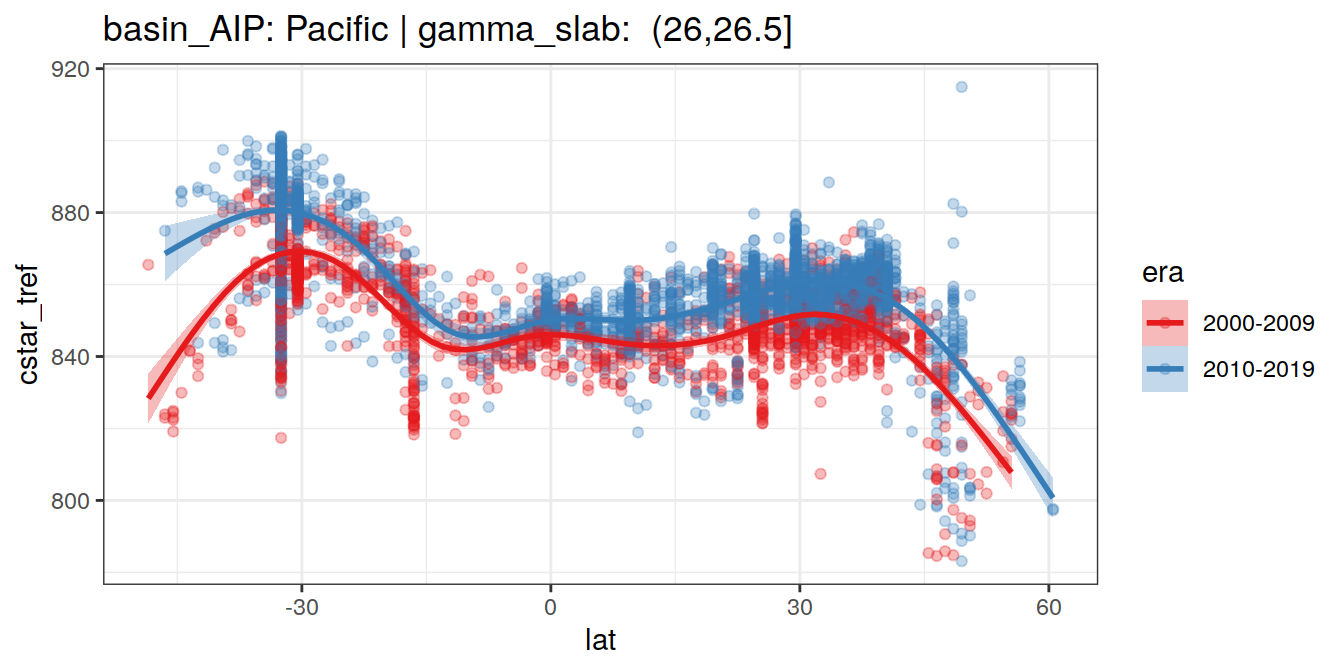 basin_AIP: Pacific | gamma_slab:  (26,26.5]
920
880
840
800
cstar_tref
-30
0
30
60
lat
era
2000-2009
2010-2019